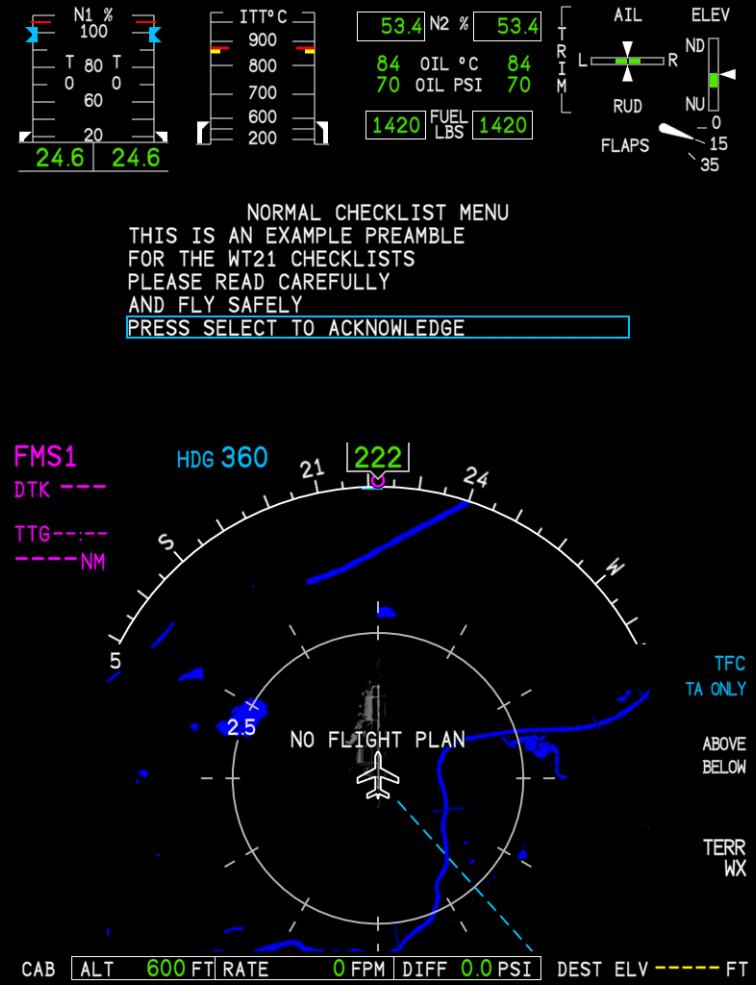 N1 %
100
T 80 T
0 0
60
20
24.6 24.6
ITT°C
900
800
700
600
200
53.4 N2 % 53.4
84 OIL °C 84
70 OIL PSI 70
1420 FUEL LBS 1420
TRIM
AIL
L R
RUD
ELEV
ND
NU
FLAPS
0
15
35
NORMAL CHECKLIST MENU
THIS IS AN EXAMPLE PREAMBLE
FOR THE WT21 CHECKLISTS
PLEASE READ CAREFULLY
AND FLY SAFELY
PRESS SELECT TO ACKNOWLEDGE
FMS1
DTK ---
TTG--:--
----NM
HDG 360
222
S 21 24 W
5
2.5
NO FLIGHT PLAN
TFC
TA ONLY
ABOVE
BELOW
TERR
WX
CAB ALT 600 FT RATE 0 FPM DIFF 0.0 PSI DEST ELV ----- FT